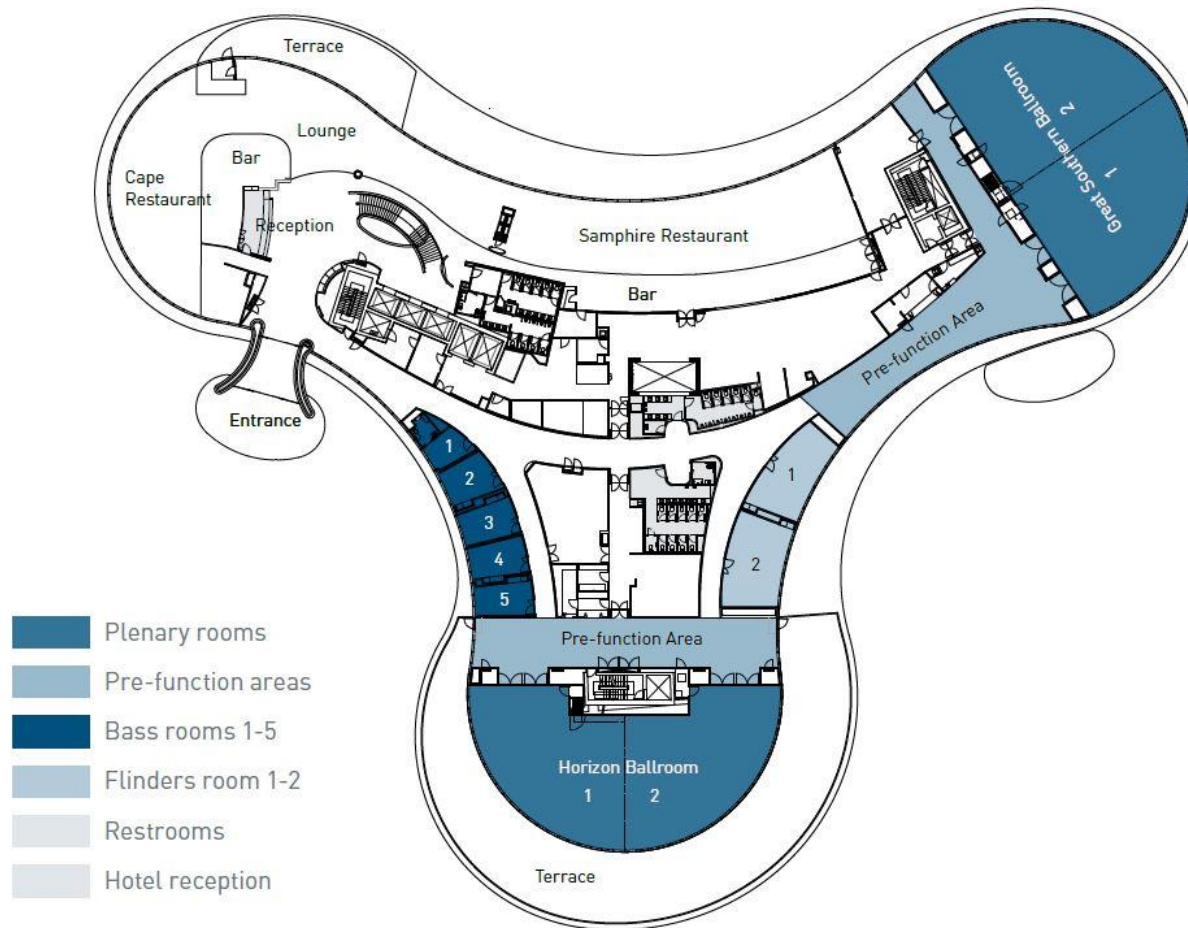 Terrace
Lounge
Bar
Cape
Restaurant
Reception
Samphire Restaurant
Bar
Entrance
Great Southern Ballroom
2
1
Pre-function Area
1
2
3
4
5
1
2
Pre-function Area
Horizon Ballroom
1
2
Terrace
Plenary rooms
Pre-function areas
Bass rooms 1-5
Flinders room 1-2
Restrooms
Hotel reception